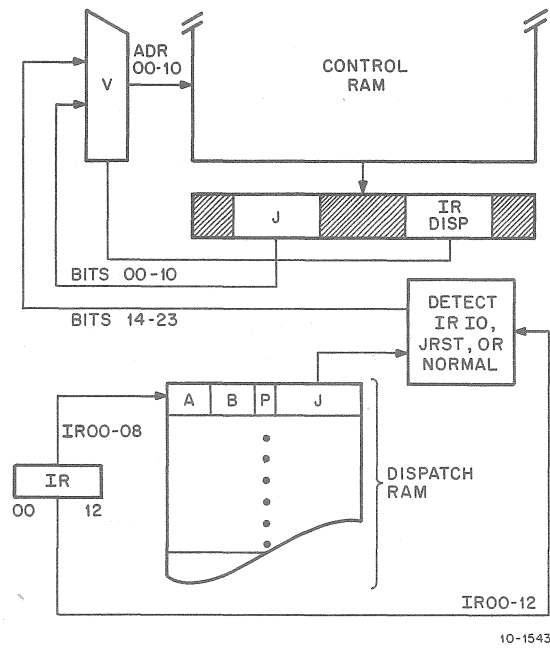 ADR
00-10
V
CONTROL
RAM
J
IR
DISP
BITS 00-10
BITS 14-23
DETECT
IR IO,
JRST, OR
NORMAL
A B P J
IR00-08
IR
00 12
DISPATCH
RAM
IR00-12
10-1543